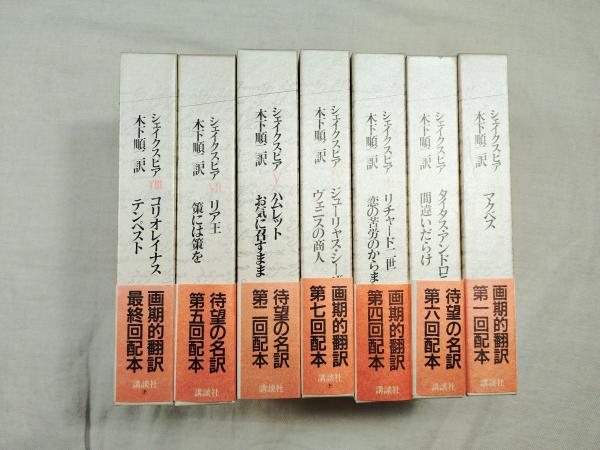 シェイクスピア
木下順二訳
マクベス
画期的翻訳
第一回配本
講談社
シェイクスピア
木下順二訳
タイタス・アンドロ
間違いだらけ
待望の名訳
第六回配本
講談社
シェイクスピア
木下順二訳
リチャード二世
恋の苦労のからま
画期的翻訳
第四回配本
講談社
シェイクスピア
木下順二訳
ジューリヤス・シーザ
ヴェニスの商人
画期的翻訳
第七回配本
講談社
シェイクスピア V
木下順二訳
ハムレット
お気に召すまま
待望の名訳
第二回配本
講談社
シェイクスピア VII
木下順二訳
リア王
策には策を
待望の名訳
第五回配本
講談社
シェイクスピア VIII
木下順二訳
コリオレイナス
テンペスト
画期的翻訳
最終回配本
講談社